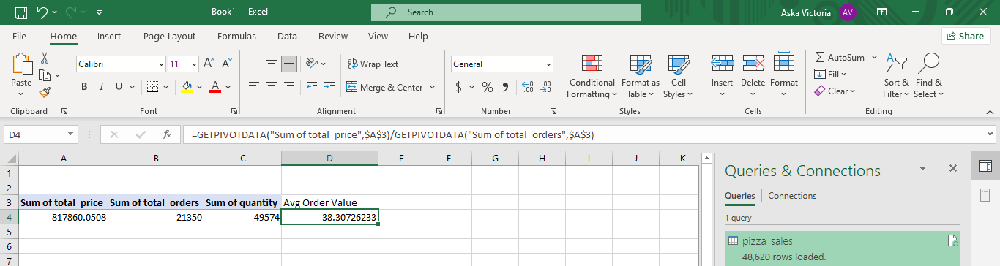 Book1 - Excel
Search
Aska Victoria AV
File Home Insert Page Layout Formulas Data Review View Help
Share
Paste
Calibri 11 A A
B I U A
ab Wrap Text
Merge & Center
General
$ % 9 .00 .00
Conditional Formatting
Format as Table
Cell Styles
Insert Delete Format
AutoSum
Fill
Clear
Sort & Filter
Find & Select
Clipboard Font Alignment Number Styles Cells Editing
D4 fx =GETPIVOTDATA("Sum of total_price",$A$3)/GETPIVOTDATA("Sum of total_orders",$A$3)
A B C D E F G H I J K
1
2
3 Sum of total_price Sum of total_orders Sum of quantity Avg Order Value
4 817860.0508 21350 49574 38.30726233
5
6
7
Queries & Connections
Queries Connections
1 query
pizza_sales
48,620 rows loaded.